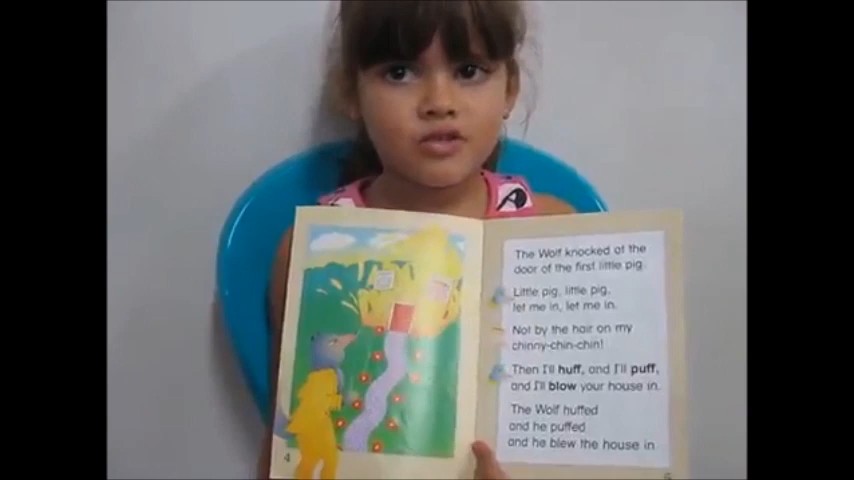 The Wolf knocked at the
door of the first little pig.
Little pig, little pig,
let me in, let me in.
Not by the hair on my
chinny-chin-chin!
Then I'll huff, and I'll puff,
and I'll blow your house in.
The Wolf huffed
and he puffed
and he blew the house in.
4